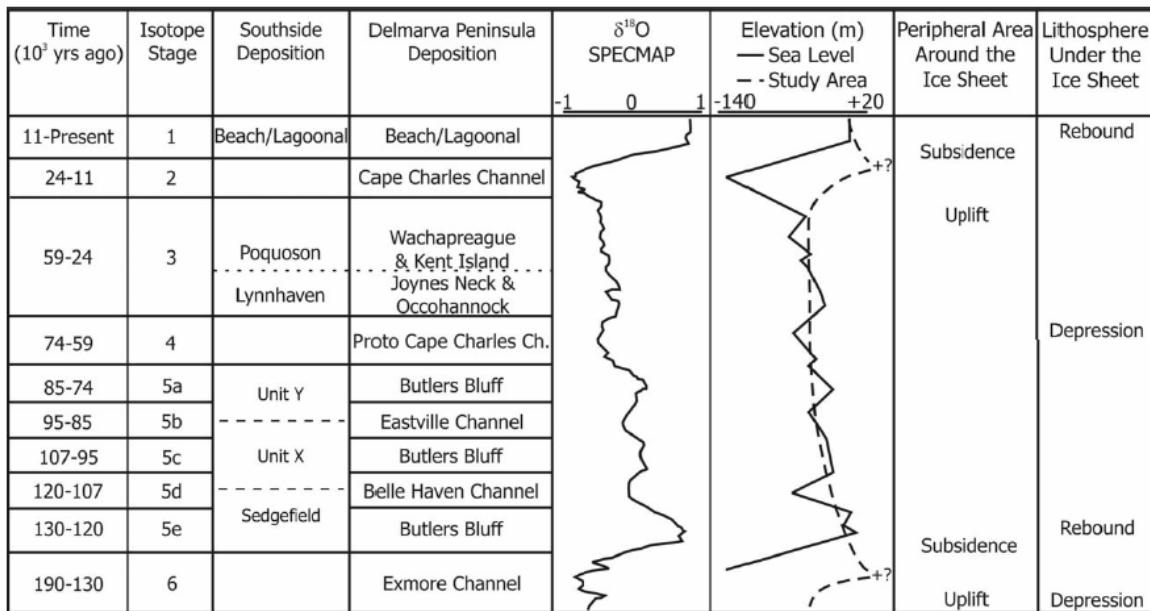 Time
(10³ yrs ago)
Isotope
Stage
Southside
Deposition
Delmarva Peninsula
Deposition
δ¹⁸O
SPECMAP
-1 0 1
Elevation (m)
Sea Level
Study Area
-140 +20
Peripheral Area
Around the
Ice Sheet
Lithosphere
Under the
Ice Sheet
11-Present 1 Beach/Lagoonal Beach/Lagoonal Rebound
Subsidence
+?
24-11 2 Cape Charles Channel
Uplift
59-24 3 Poquoson Wachapreague
& Kent Island
Lynnhaven Joynes Neck &
Occohannock
Depression
74-59 4 Proto Cape Charles Ch.
85-74 5a Unit Y Butlers Bluff
95-85 5b Eastville Channel
107-95 5c Unit X Butlers Bluff
120-107 5d Belle Haven Channel
Sedgefield
130-120 5e Butlers Bluff Rebound
Subsidence
+?
190-130 6 Exmore Channel
Uplift Depression